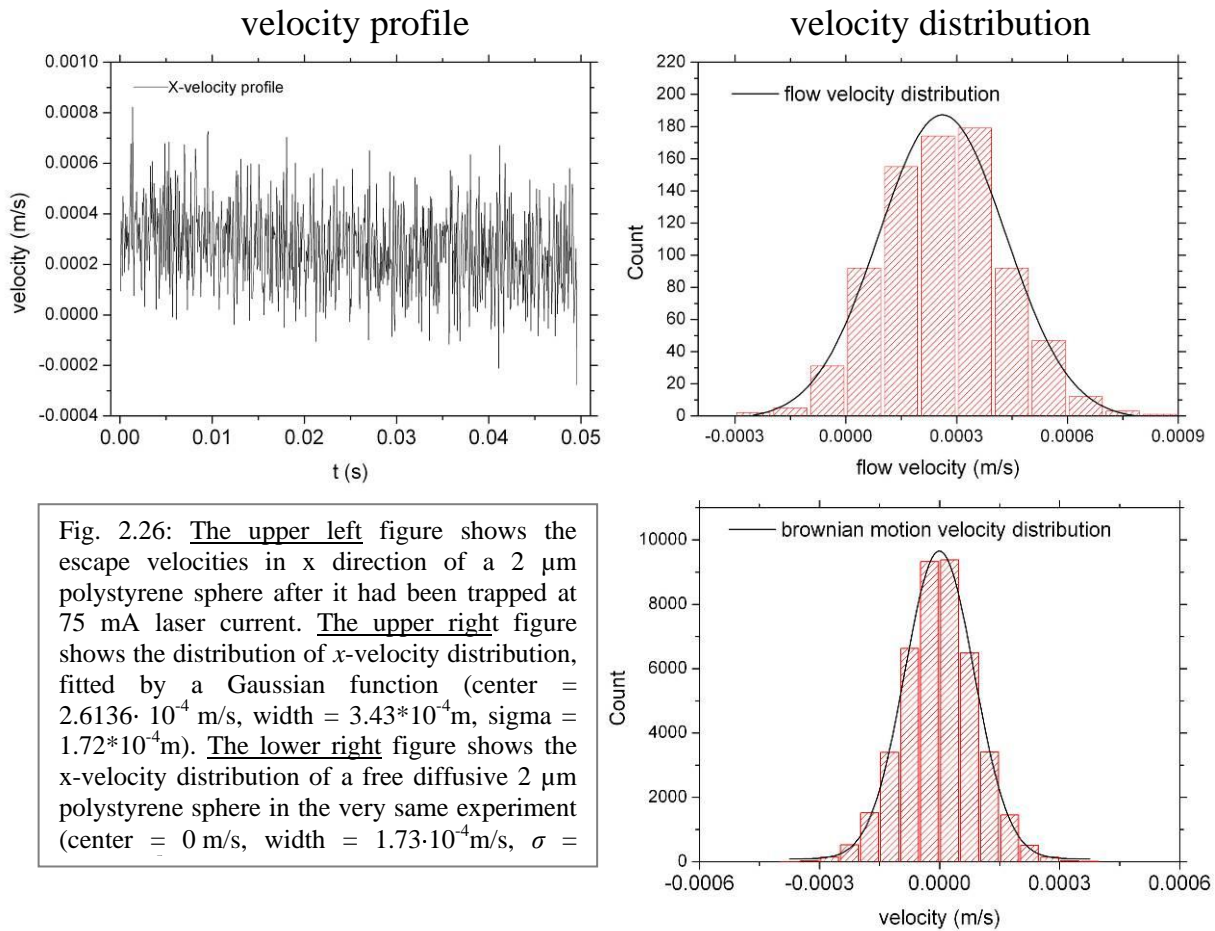 velocity profile
velocity distribution
0.0010
0.0008
0.0006
0.0004
0.0002
0.0000
-0.0002
-0.0004
velocity (m/s)
X-velocity profile
0.00
0.01
0.02
0.03
0.04
0.05
t (s)
220
200
180
160
140
120
100
80
60
40
20
0
Count
flow velocity distribution
-0.0003
0.0000
0.0003
0.0006
0.0009
flow velocity (m/s)
Fig. 2.26: The upper left figure shows the
escape velocities in x direction of a 2 µm
polystyrene sphere after it had been trapped at
75 mA laser current. The upper right figure
shows the distribution of x-velocity distribution,
fitted by a Gaussian function (center =
2.6136· 10-4 m/s, width = 3.43*10-4m, sigma =
1.72*10-4m). The lower right figure shows the
x-velocity distribution of a free diffusive 2 µm
polystyrene sphere in the very same experiment
(center = 0 m/s, width = 1.73·10-4m/s, σ =
10000
8000
6000
4000
2000
0
Count
brownian motion velocity distribution
-0.0006
-0.0003
0.0000
0.0003
0.0006
velocity (m/s)